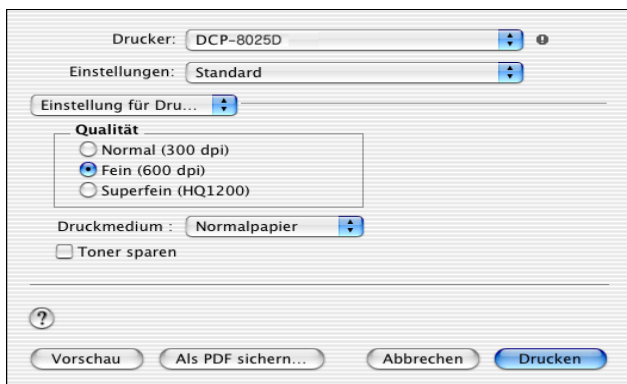 Drucker: DCP-8025D
Einstellungen: Standard
Einstellung für Dru...
Qualität
Normal (300 dpi)
Fein (600 dpi)
Superfein (HQ1200)
Druckmedium : Normalpapier
Toner sparen
?
Vorschau Als PDF sichern... Abbrechen Drucken